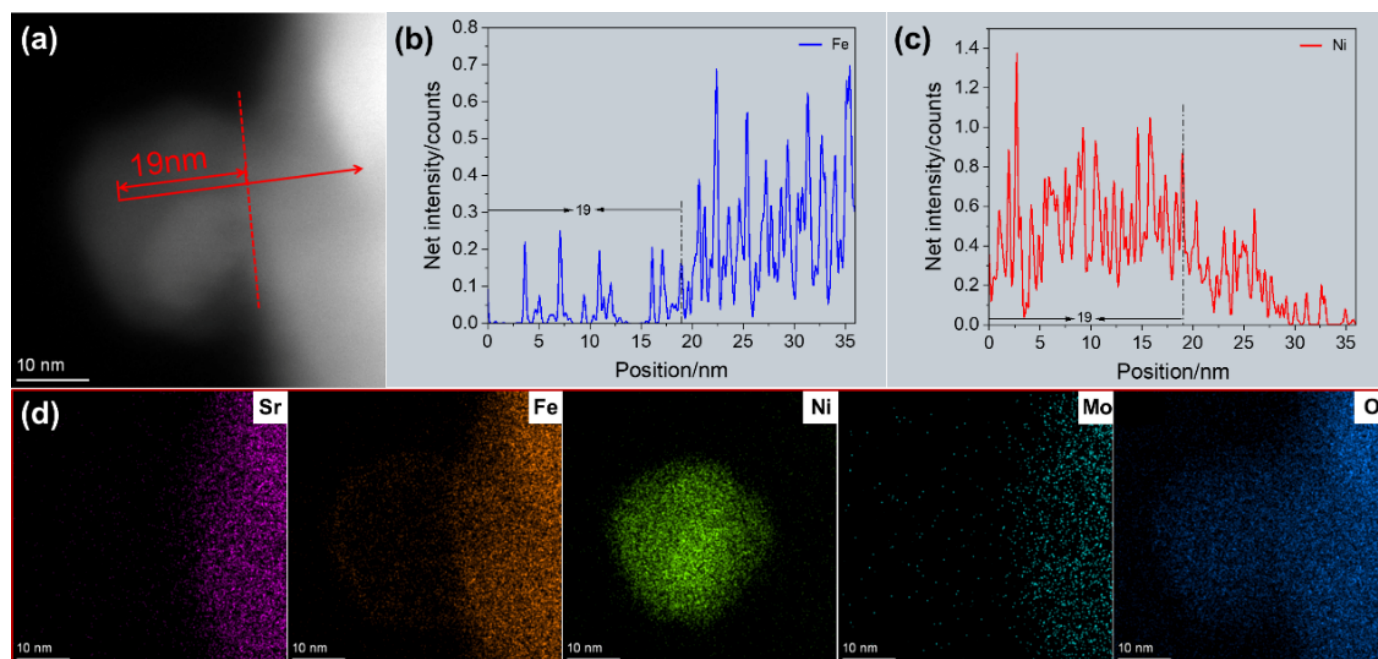 (a)
19nm
10 nm
(b)
Fe
Net intensity/counts
0.8
0.7
0.6
0.5
0.4
0.3
0.2
0.1
0.0
19
0 5 10 15 20 25 30 35
Position/nm
(c)
Ni
Net intensity/counts
1.4
1.2
1.0
0.8
0.6
0.4
0.2
0.0
19
0 5 10 15 20 25 30 35
Position/nm
(d)
Sr
10 nm
Fe
10 nm
Ni
10 nm
Mo
10 nm
O
10 nm